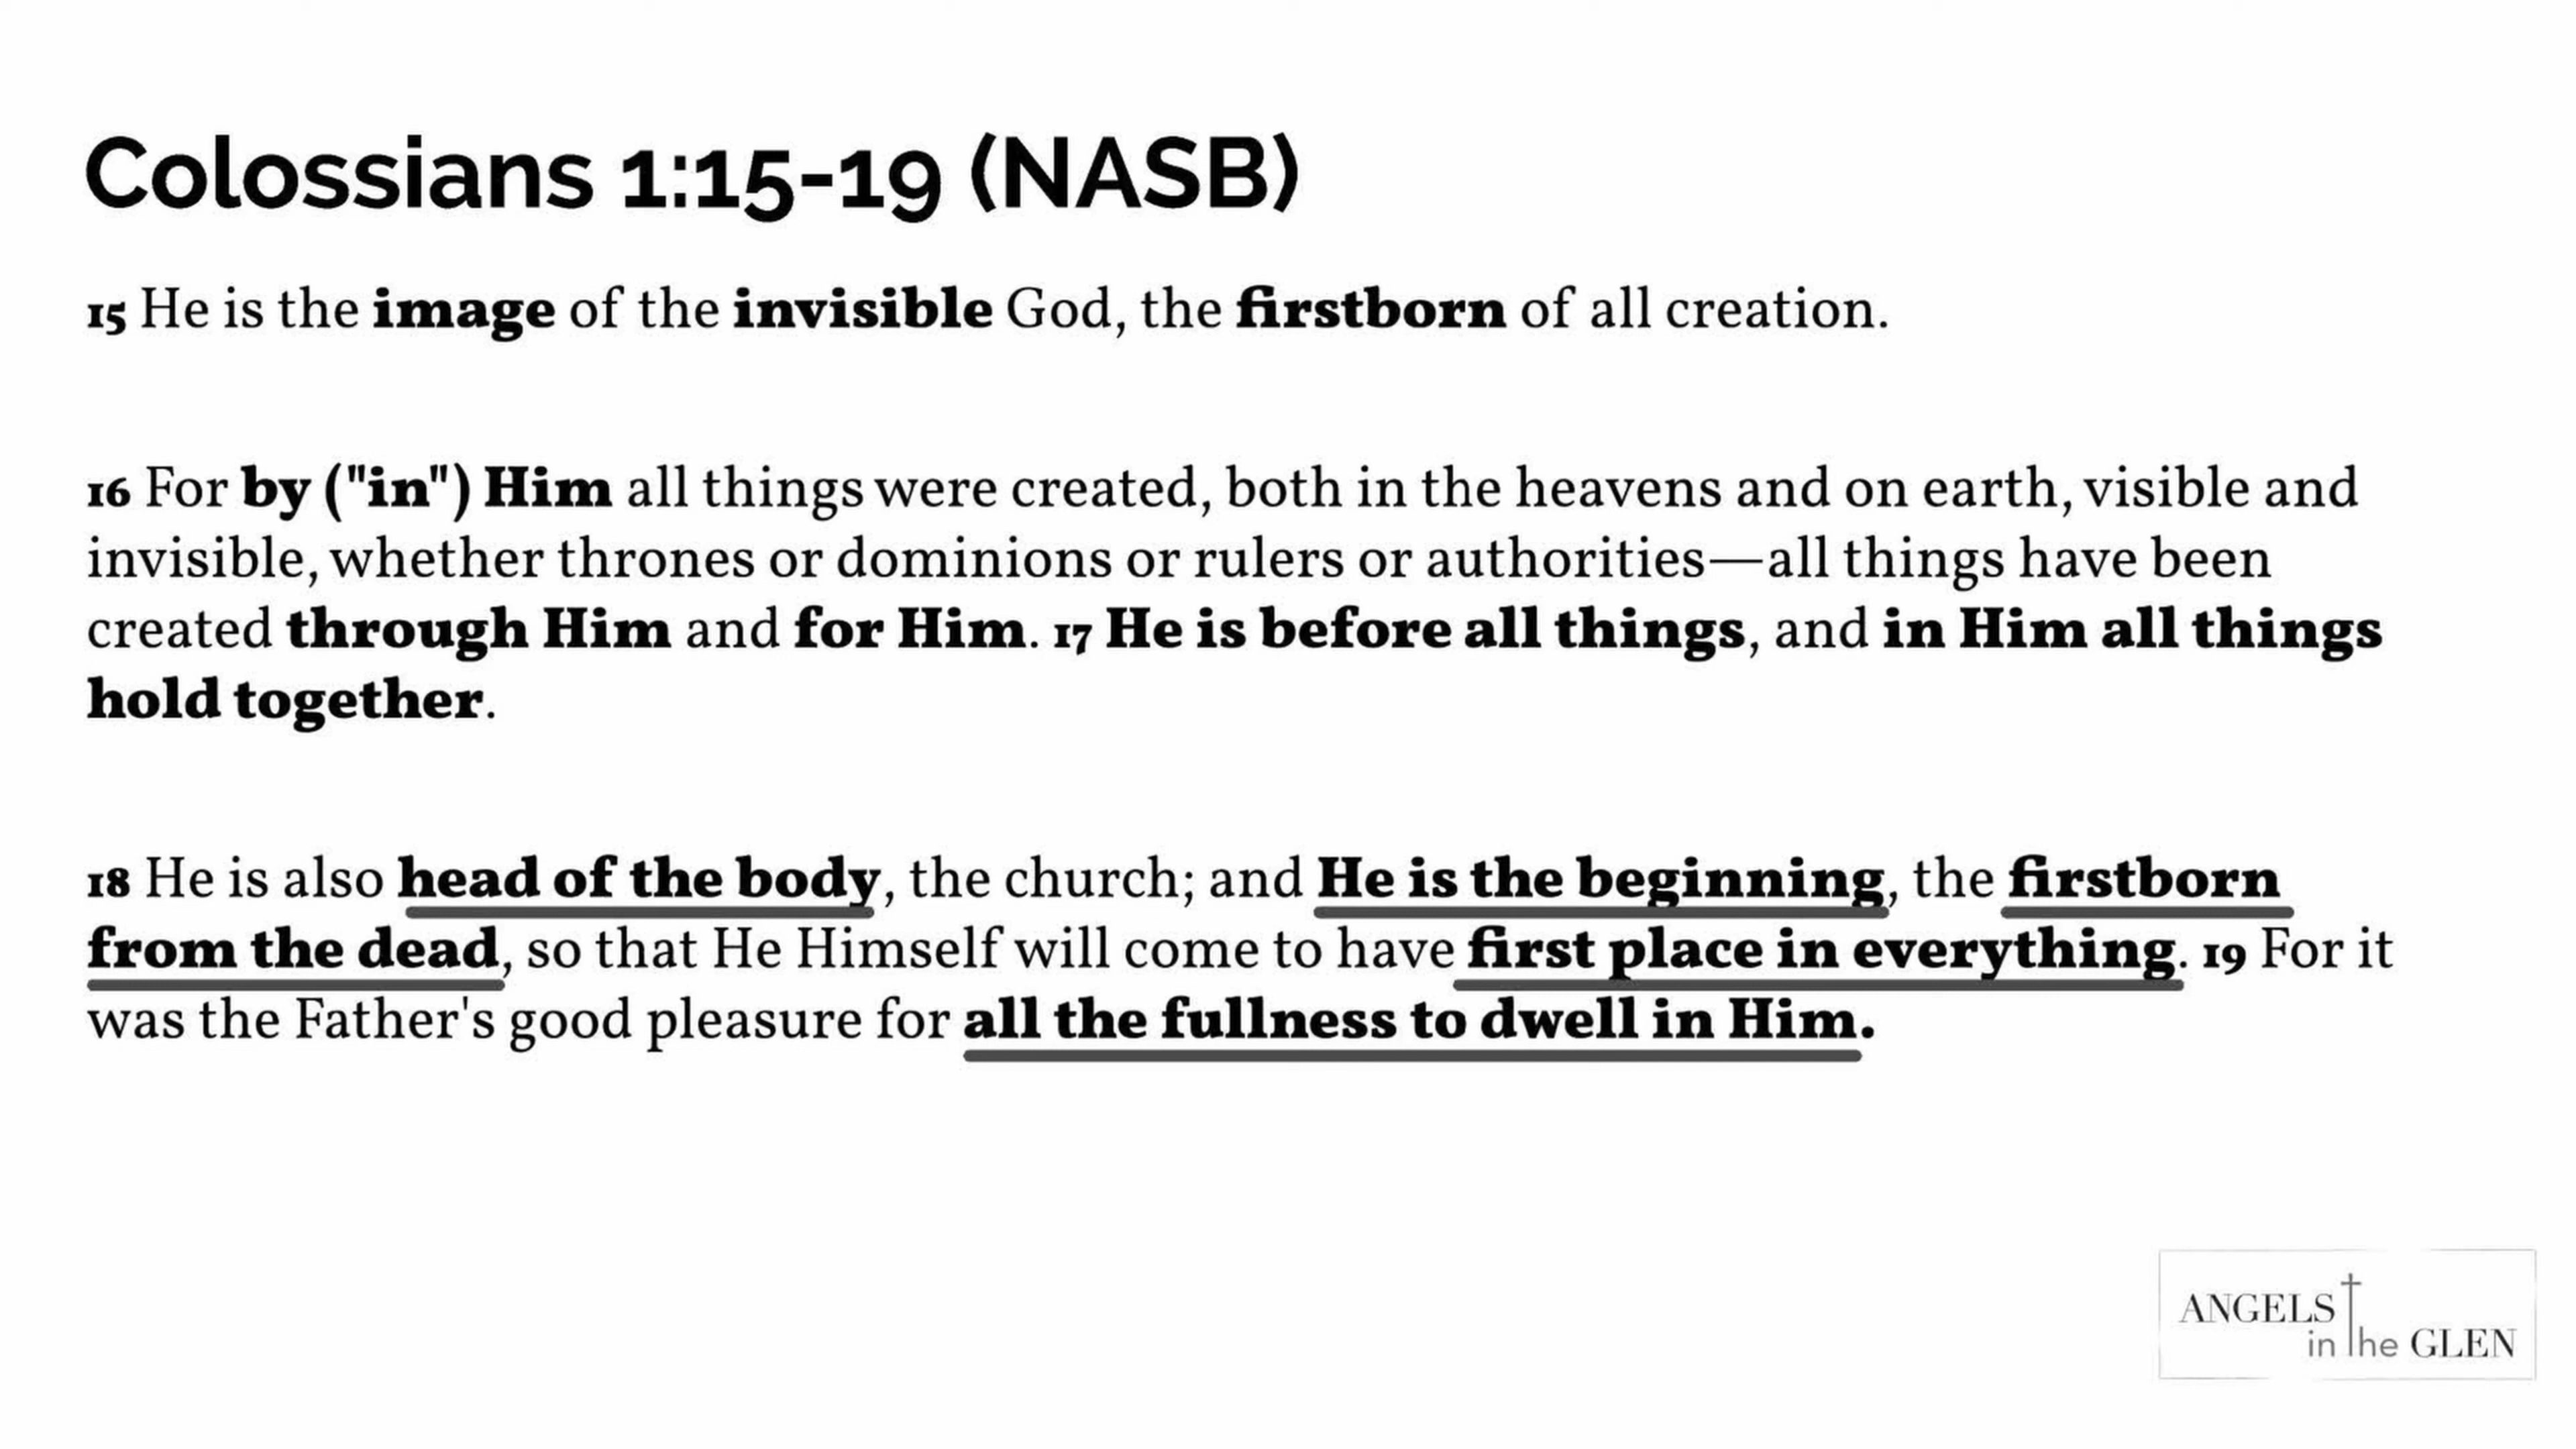 Colossians 1:15-19 (NASB)
15 He is the image of the invisible God, the firstborn of all creation.
16 For by ("in") Him all things were created, both in the heavens and on earth, visible and
invisible, whether thrones or dominions or rulers or authorities—all things have been
created through Him and for Him. 17 He is before all things, and in Him all things
hold together.
18 He is also head of the body, the church; and He is the beginning, the firstborn
from the dead, so that He Himself will come to have first place in everything. 19 For it
was the Father's good pleasure for all the fullness to dwell in Him.
ANGELS
in the GLEN